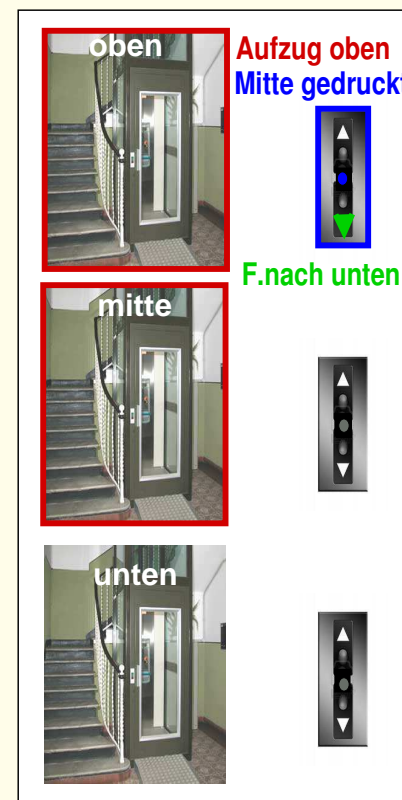 oben
Aufzug oben
Mitte gedruckt
F.nach unten
mitte
unten